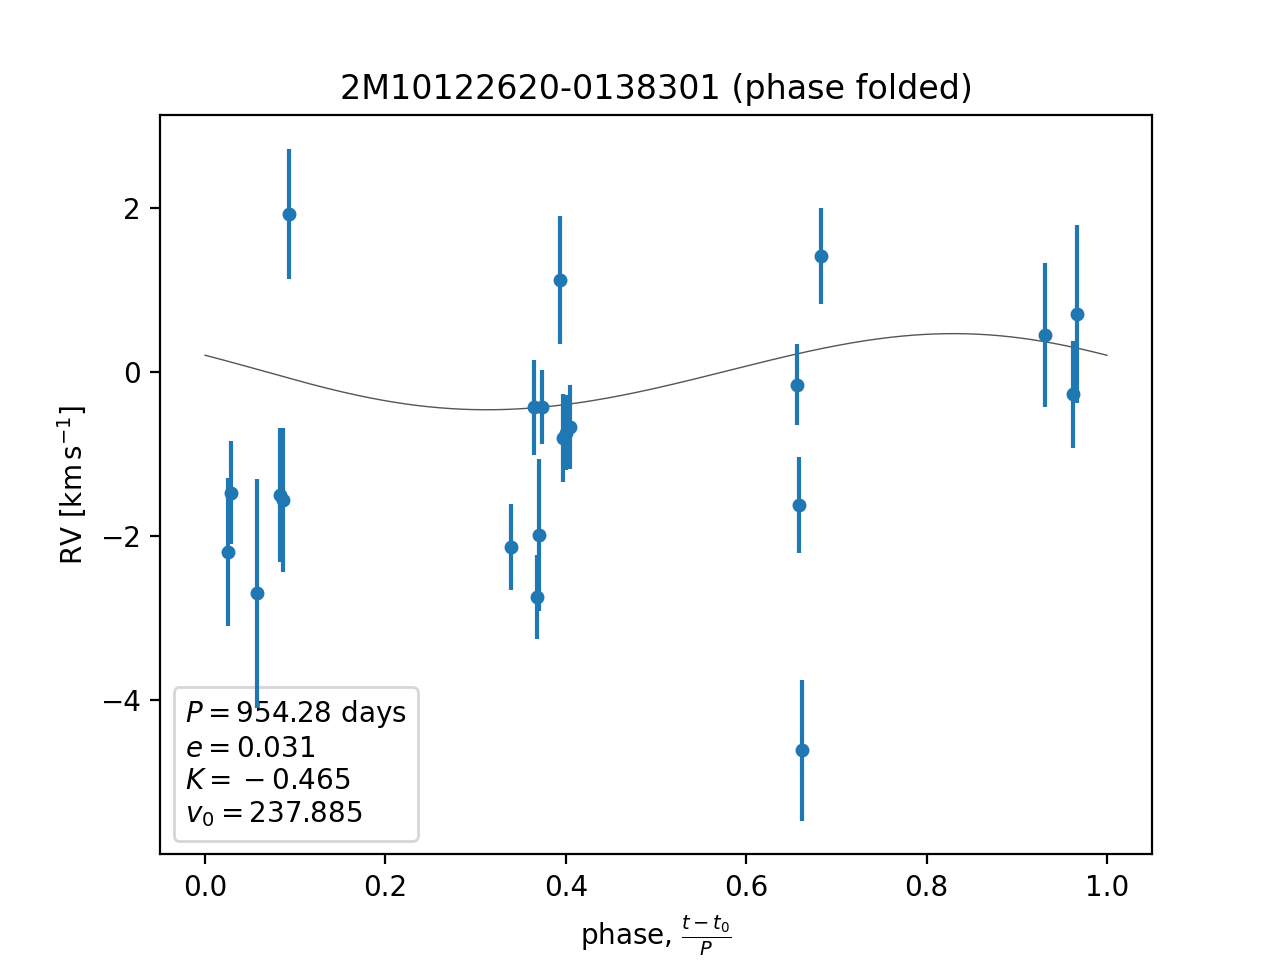 2M10122620-0138301 (phase folded)
RV [km s⁻¹]
2
0
−2
−4
P = 954.28 days
e = 0.031
K = −0.465
v₀ = 237.885
0.0 0.2 0.4 0.6 0.8 1.0
phase, (t − t₀)/P